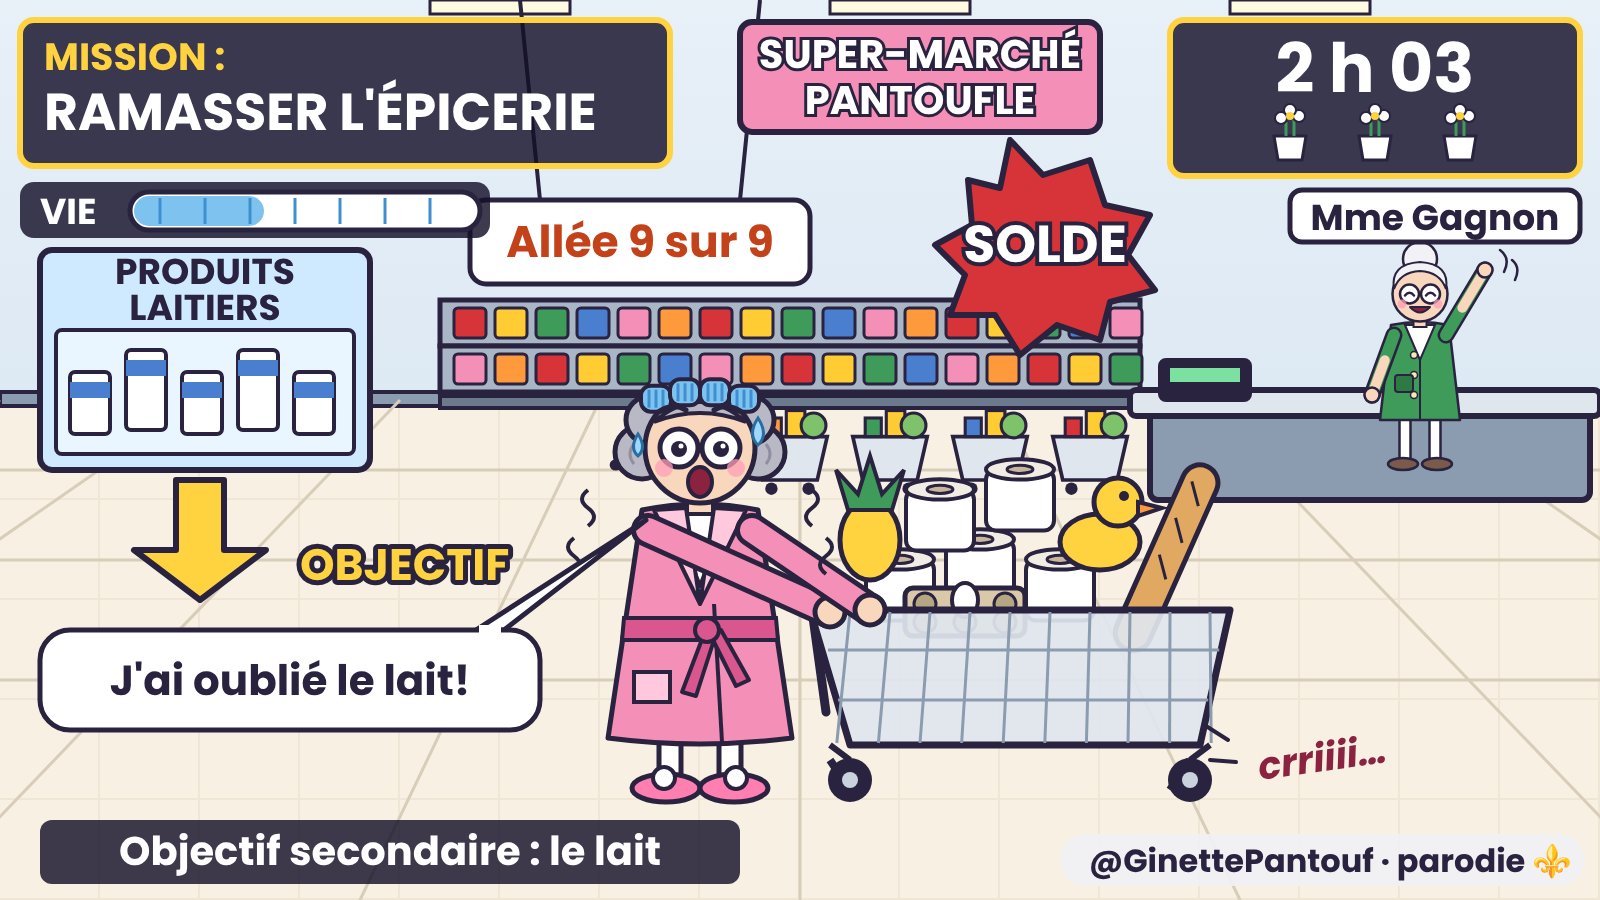 MISSION :
RAMASSER L'ÉPICERIE
SUPER-MARCHÉ
PANTOUFLE
2 h 03
VIE
Mme Gagnon
Allée 9 sur 9
SOLDE
PRODUITS
LAITIERS
OBJECTIF
J'ai oublié le lait!
crriiii...
Objectif secondaire : le lait
@GinettePantouf · parodie ⚜️